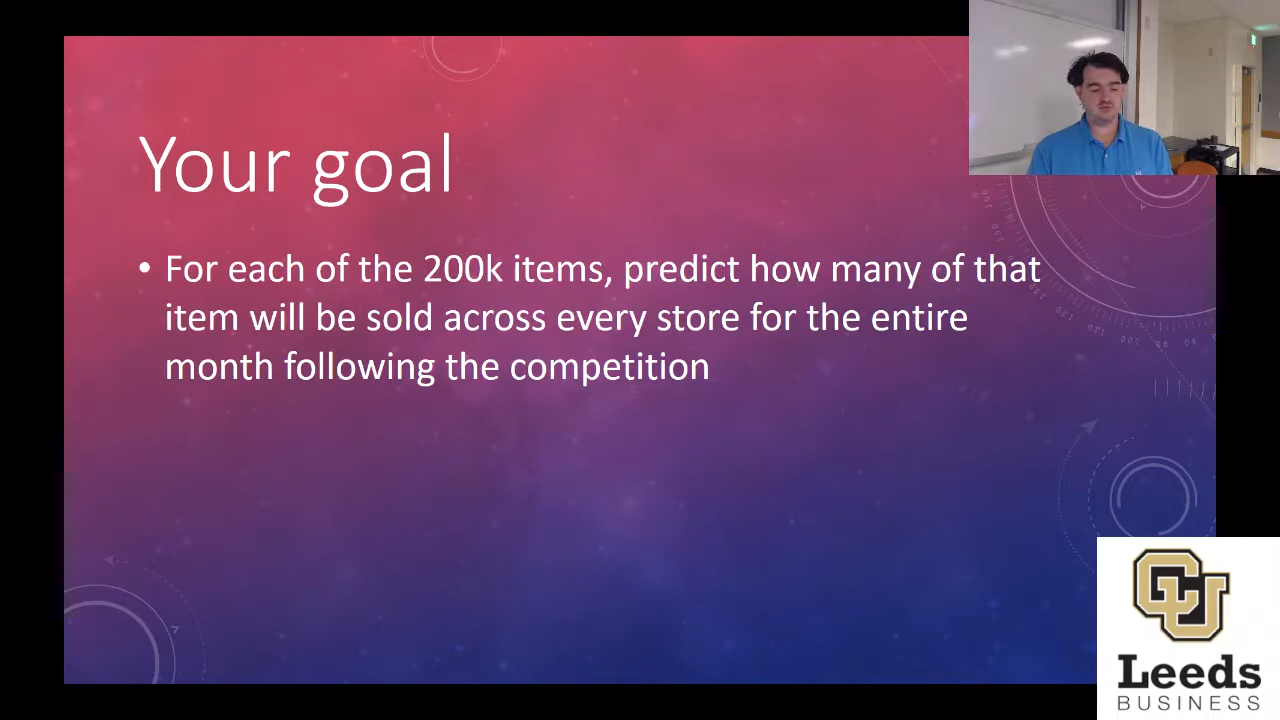 Your goal
• For each of the 200k items, predict how many of that
item will be sold across every store for the entire
month following the competition
CU
Leeds
BUSINESS